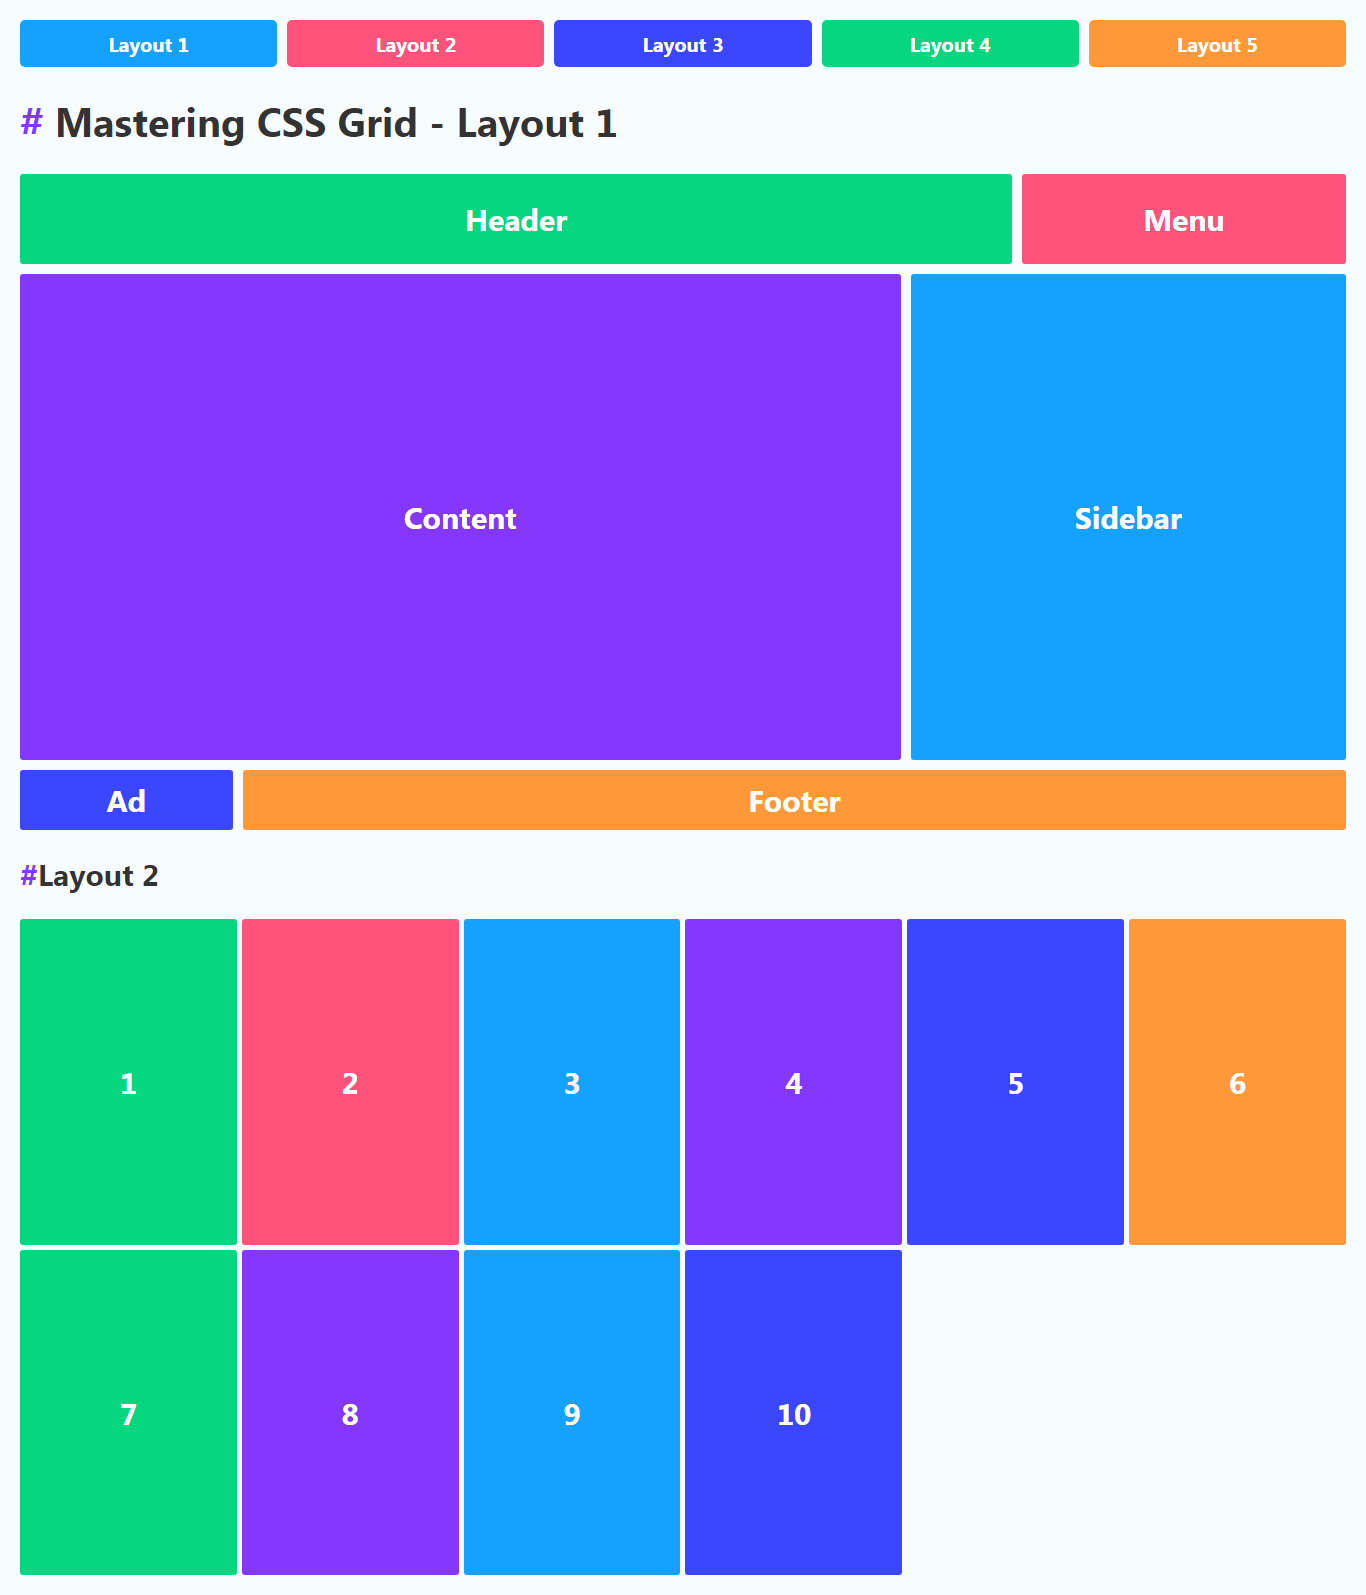 Layout 1 Layout 2 Layout 3 Layout 4 Layout 5
# Mastering CSS Grid - Layout 1
Header Menu
Content Sidebar
Ad Footer
#Layout 2
1 2 3 4 5 6
7 8 9 10